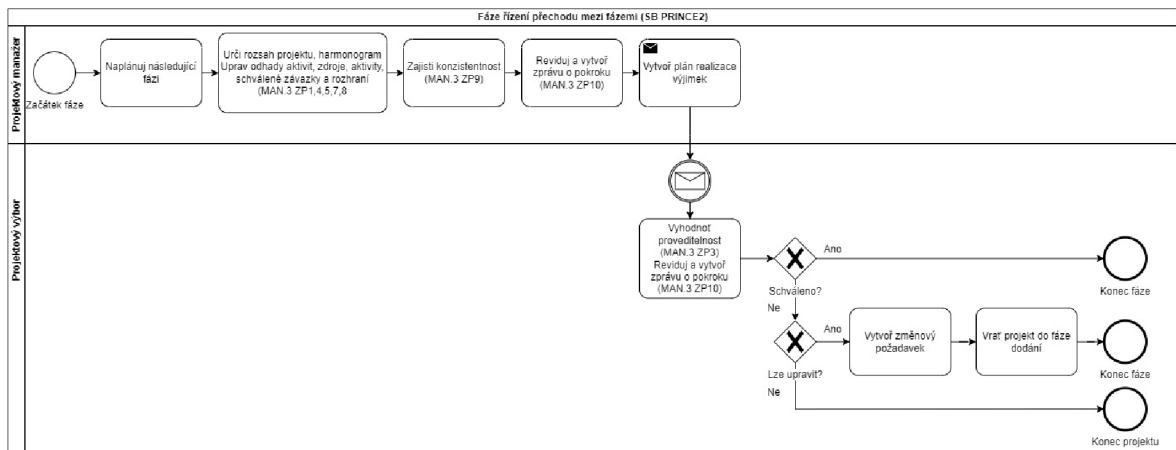 Fáze řízení přechodu mezi fázemi (SB PRINCE2)
Projektový manažer
Začátek fáze
Naplánuj následující
fázi
Urči rozsah projektu, harmonogram
Uprav odhady aktivit, zdroje, aktivity,
schválené závazky a rozhraní
(MAN.3 ZP1,4,5,7,8
Zajisti konzistentnost
(MAN.3 ZP9)
Reviduj a vytvoř
zprávu o pokroku
(MAN.3 ZP10)
Vytvoř plán realizace
výjimek
Projektový výbor
Vyhodnoť
proveditelnost
(MAN.3 ZP3)
Reviduj a vytvoř
zprávu o pokroku
(MAN.3 ZP10)
Schváleno?
Ano
Konec fáze
Ne
Lze upravit?
Ano
Vytvoř změnový
požadavek
Vrať projekt do fáze
dodání
Konec fáze
Ne
Konec projektu